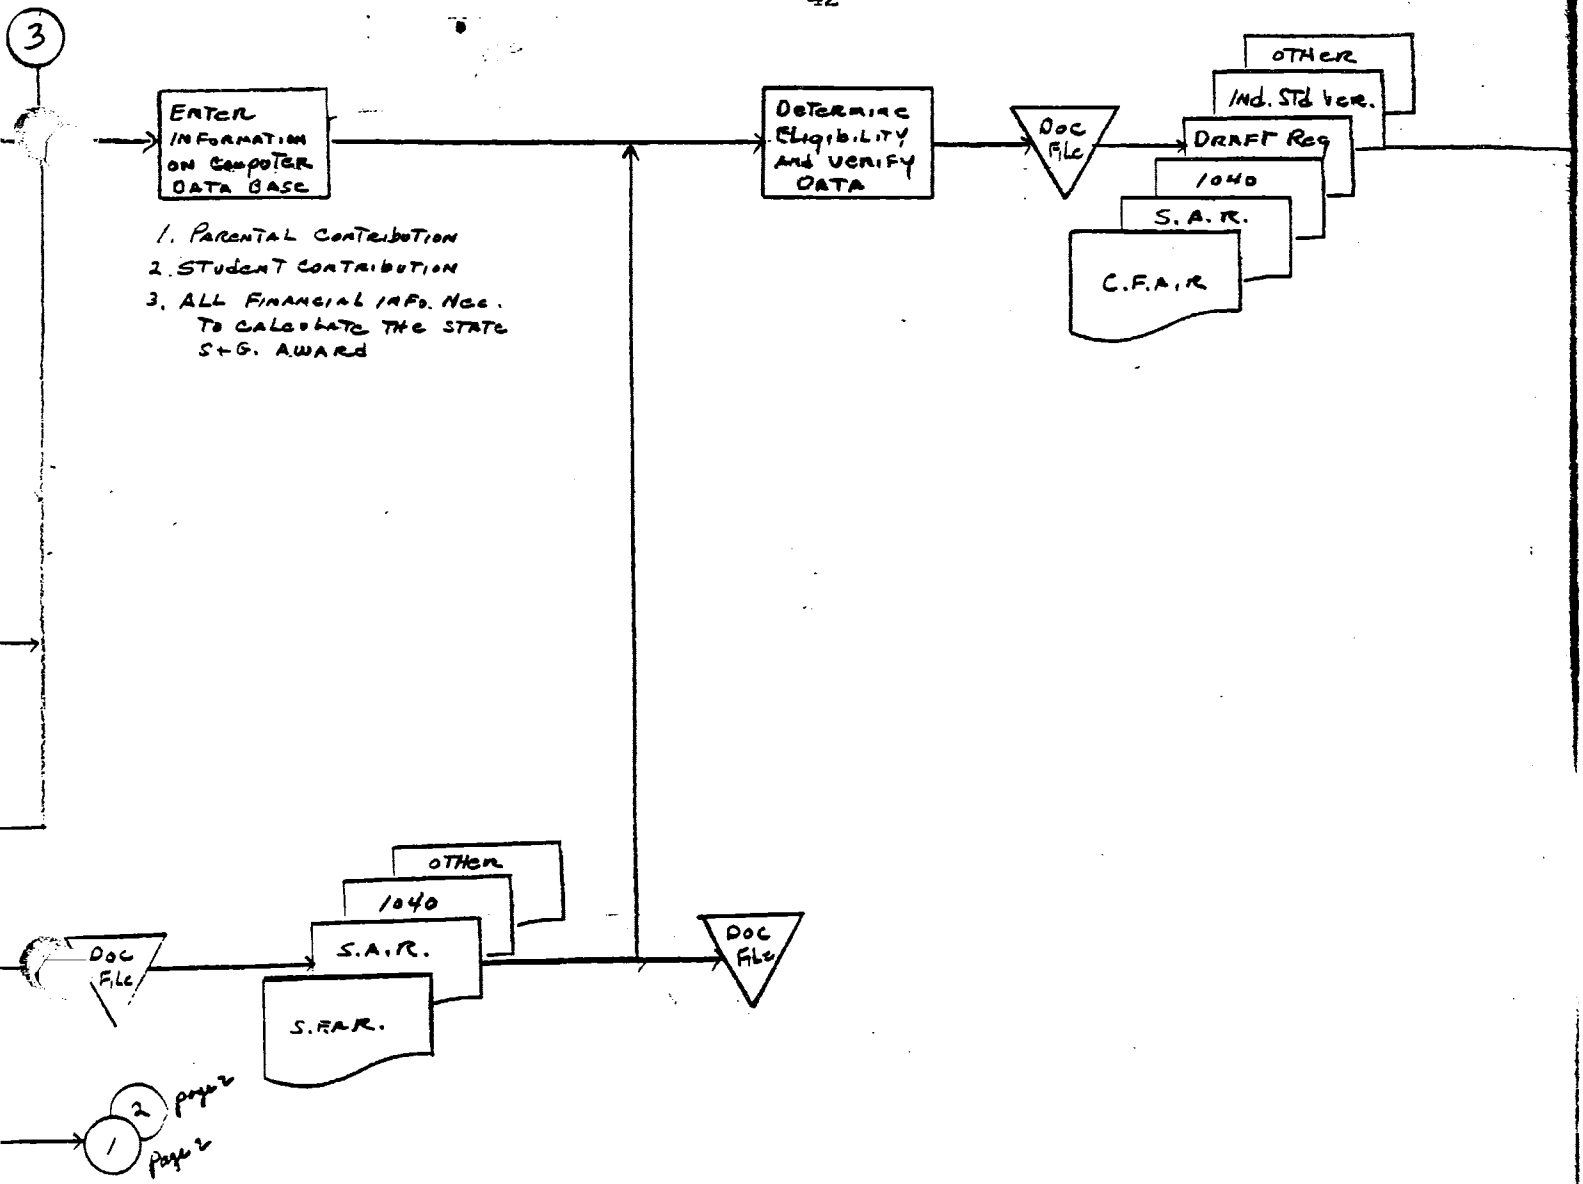 42
3
ENTER
INFORMATION
ON COMPUTER
DATA BASE
1. PARENTAL CONTRIBUTION
2. STUDENT CONTRIBUTION
3. ALL FINANCIAL INFO. NEC.
TO CALCULATE THE STATE
S+G. AWARD
DETERMINE
ELIGIBILITY
AND VERIFY
DATA
DOC
FILE
OTHER
IND. STD VER.
DRAFT REG
1040
S. A. R.
C.F.A.R
OTHER
1040
S.A.R.
S.F.A.R.
DOC
FILE
DOC
FILE
2 page 2
1 page 2